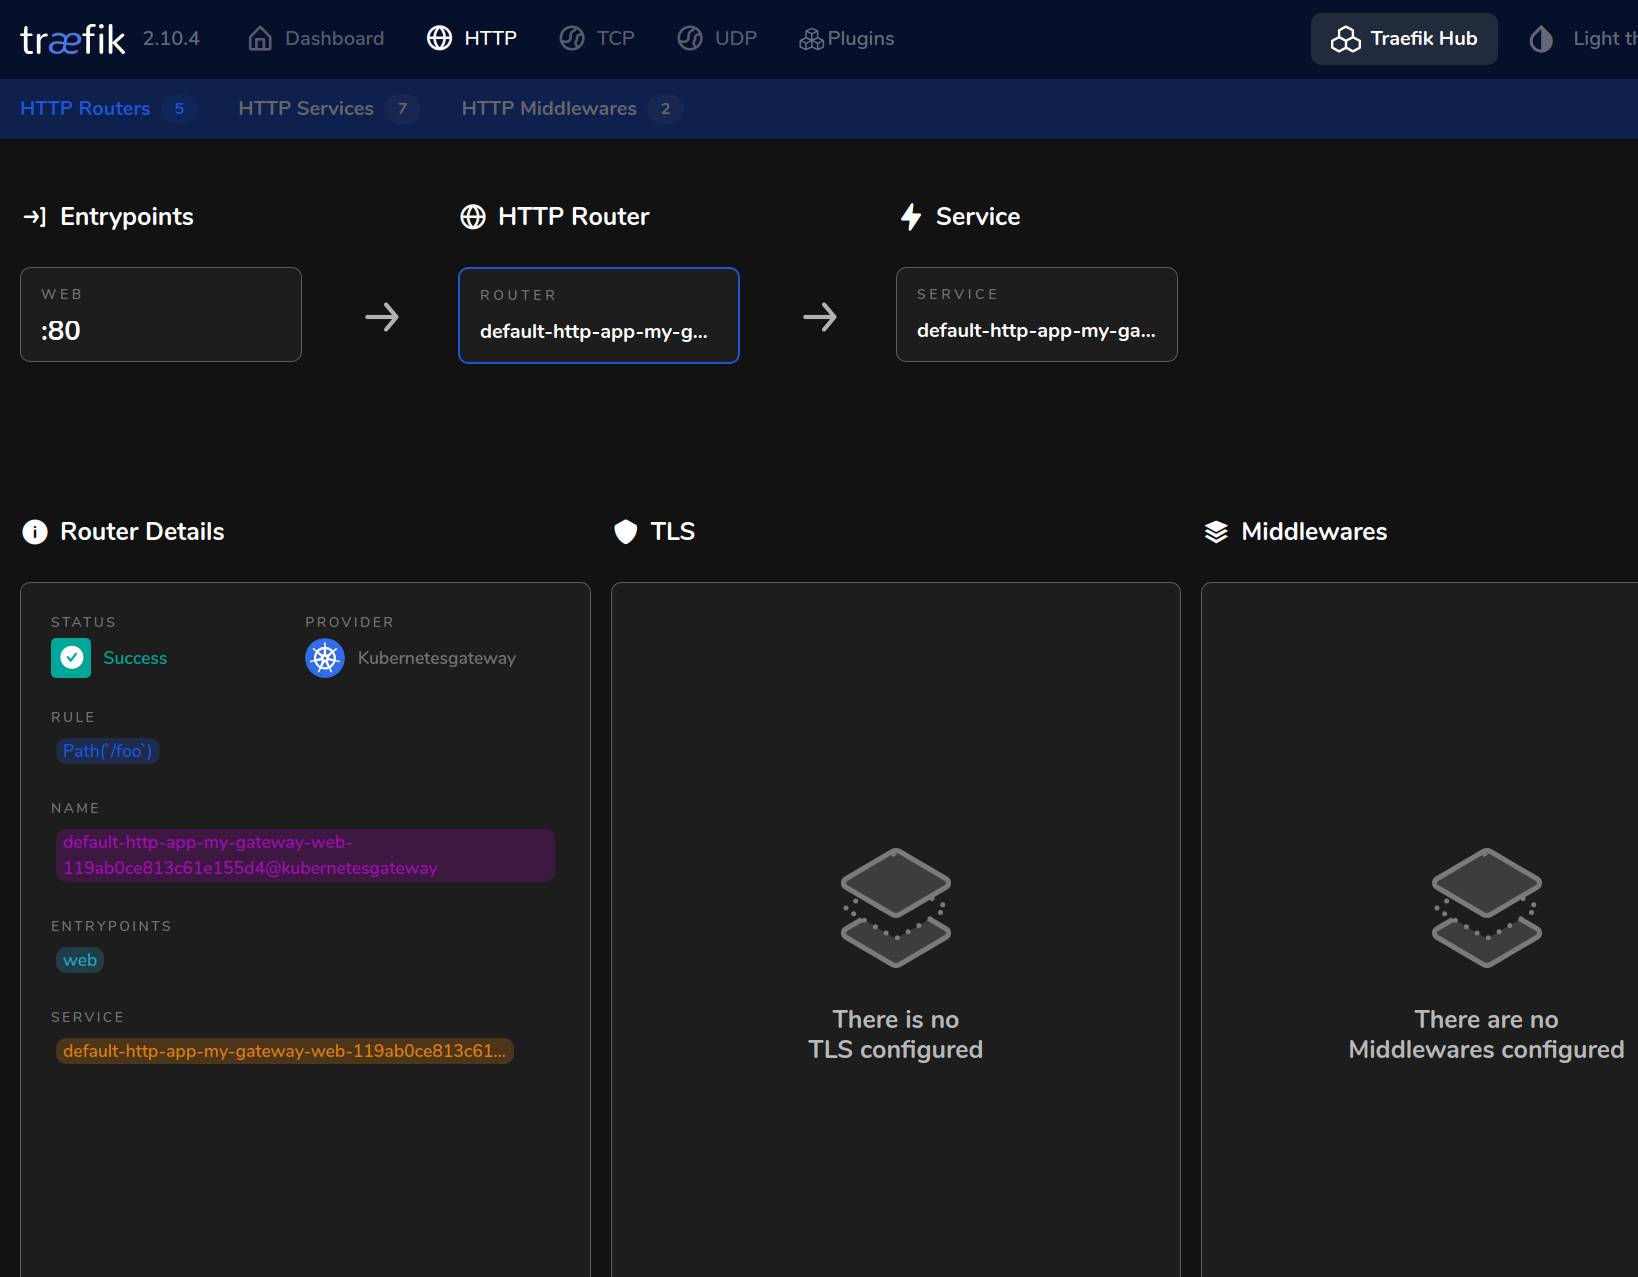 træfik 2.10.4 Dashboard HTTP TCP UDP Plugins Traefik Hub Light
HTTP Routers 5 HTTP Services 7 HTTP Middlewares 2
Entrypoints HTTP Router Service
WEB
:80
ROUTER
default-http-app-my-g...
SERVICE
default-http-app-my-ga...
Router Details
STATUS PROVIDER
Success Kubernetesgateway
RULE
Path(`/foo`)
NAME
default-http-app-my-gateway-web-
119ab0ce813c61e155d4@kubernetesgateway
ENTRYPOINTS
web
SERVICE
default-http-app-my-gateway-web-119ab0ce813c61...
TLS
There is no
TLS configured
Middlewares
There are no
Middlewares configured